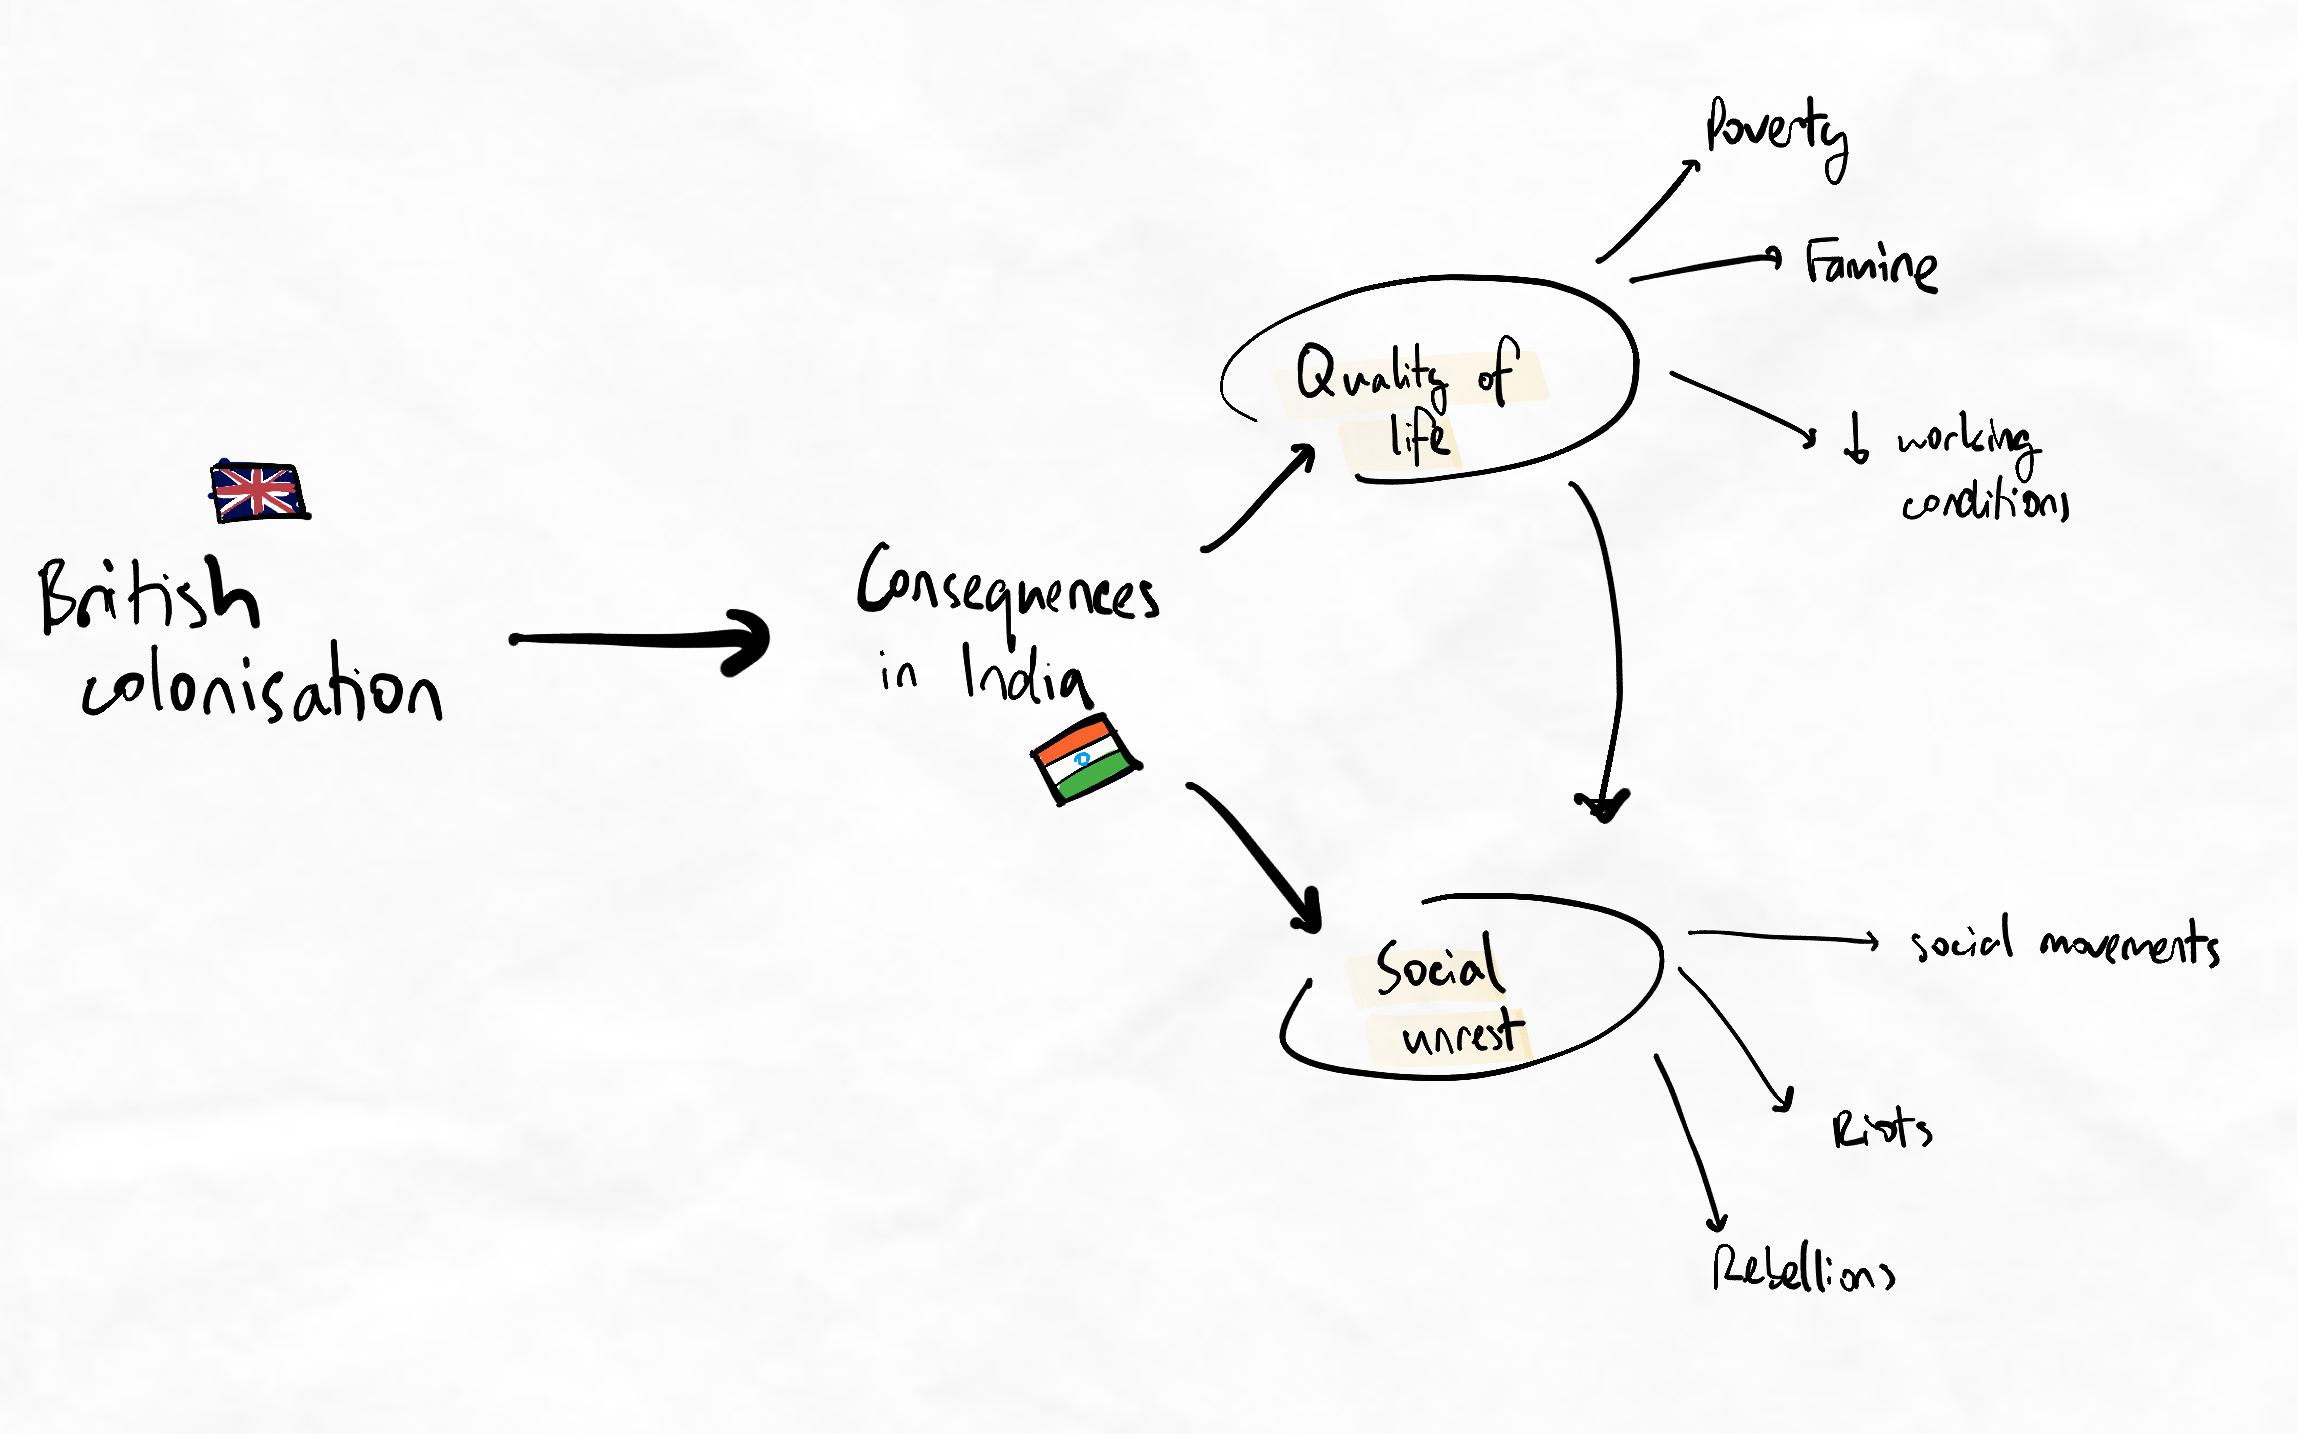 British
colonisation
Consequences
in India
Quality of
life
Poverty
Famine
↓ working
conditions
Social
unrest
social movements
Riots
Rebellions